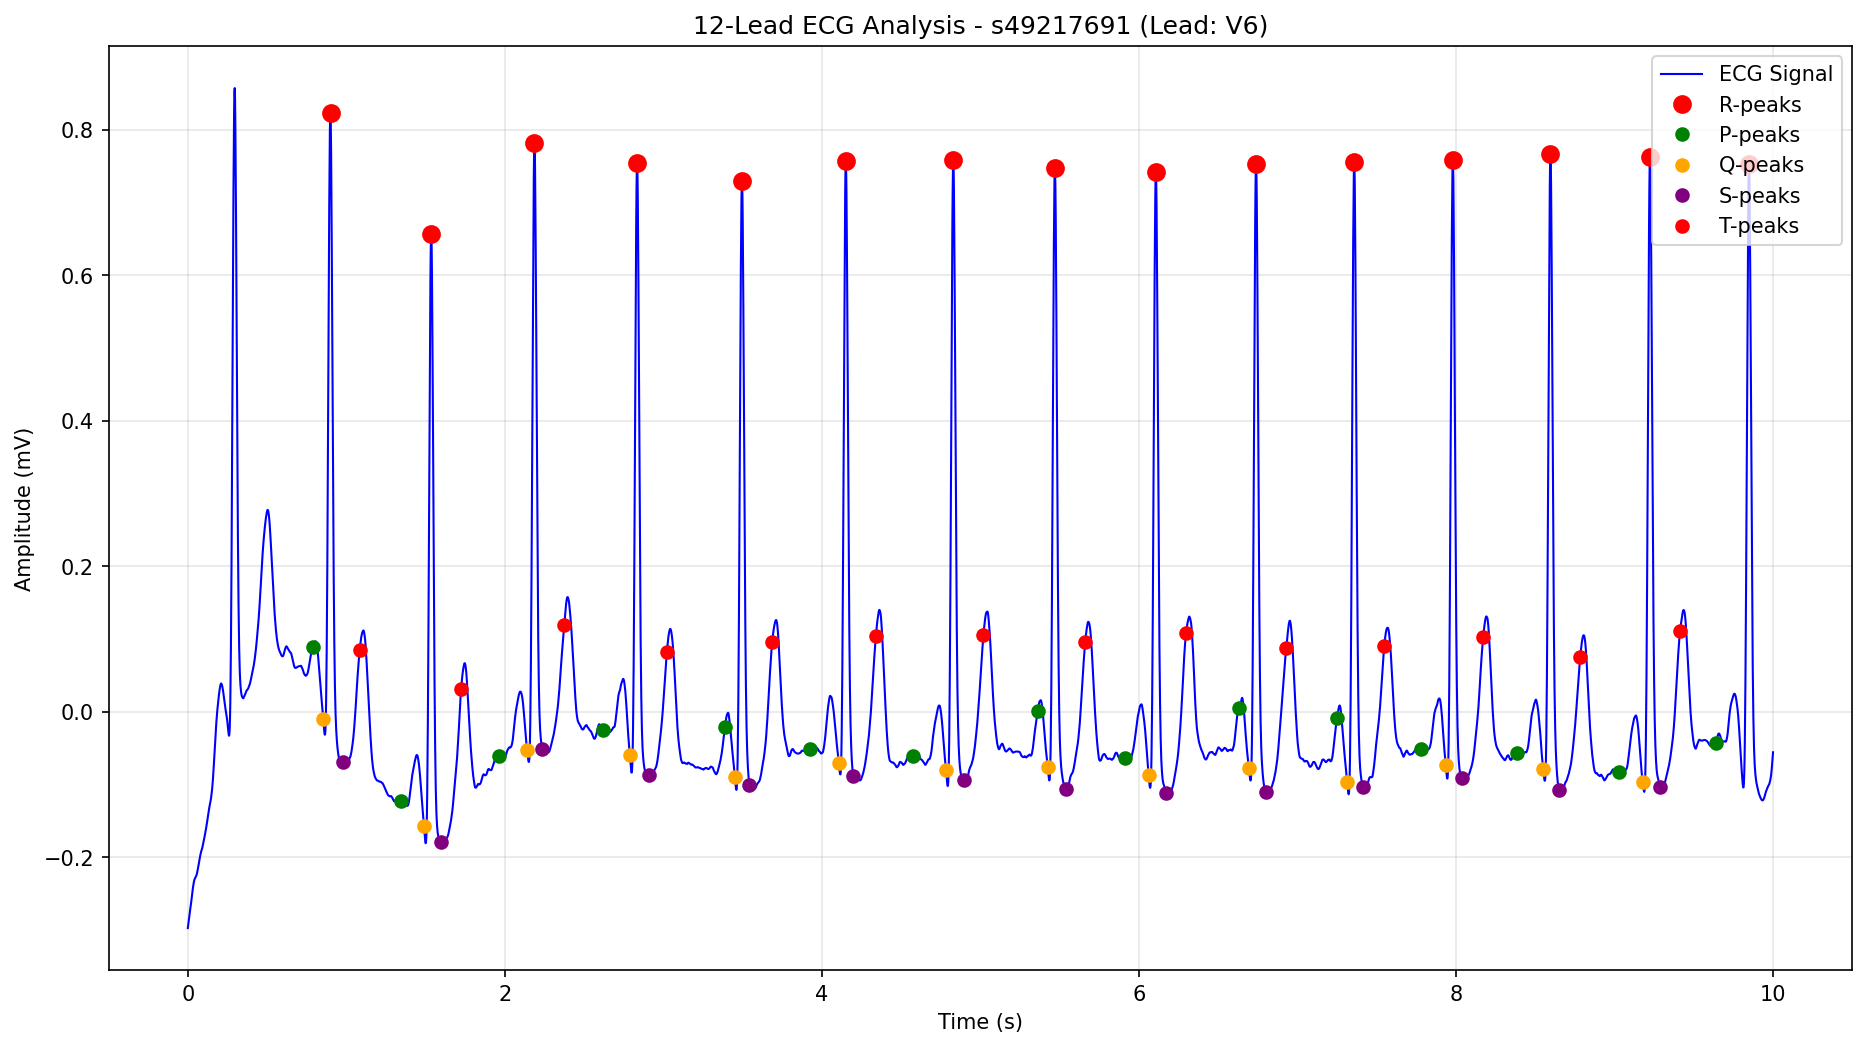 12-Lead ECG Analysis - s49217691 (Lead: V6)
ECG Signal
R-peaks
P-peaks
Q-peaks
S-peaks
T-peaks
Amplitude (mV)
0.8
0.6
0.4
0.2
0.0
−0.2
0 2 4 6 8 10
Time (s)